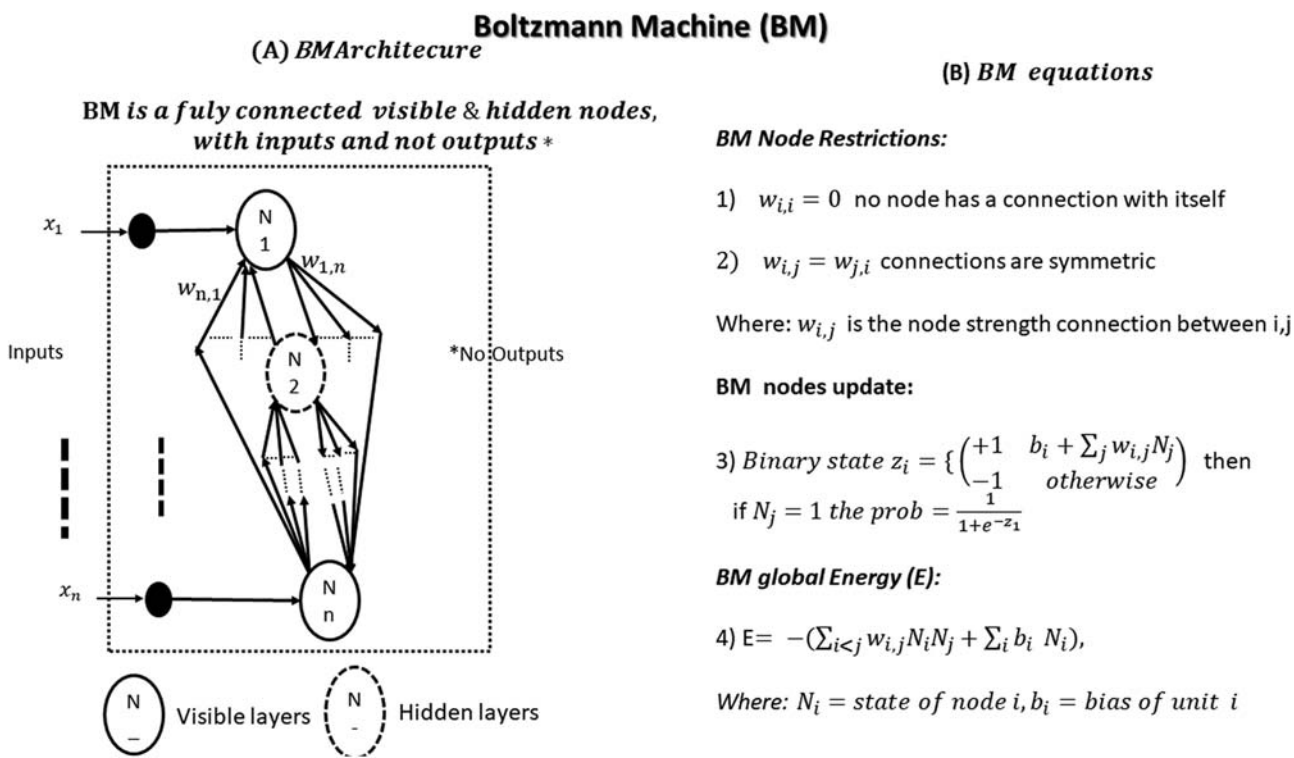 Boltzmann Machine (BM)
(A) BMArchitecure
BM is a fuly connected visible & hidden nodes,
with inputs and not outputs *
x₁
N
1
w₁,ₙ
wₙ,₁
Inputs
N
2
*No Outputs
xₙ
N
n
N
_
Visible layers
N
-
Hidden layers
(B) BM equations
BM Node Restrictions:
1) wᵢ,ᵢ = 0 no node has a connection with itself
2) wᵢ,ⱼ = wⱼ,ᵢ connections are symmetric
Where: wᵢ,ⱼ is the node strength connection between i,j
BM nodes update:
3) Binary state zᵢ = {(+1 bᵢ + ∑ⱼ wᵢ,ⱼNⱼ
−1 otherwise) then
if Nⱼ = 1 the prob = 1/(1+e^(−z₁))
BM global Energy (E):
4) E= −(∑ᵢ<ⱼ wᵢ,ⱼNᵢNⱼ + ∑ᵢ bᵢ Nᵢ),
Where: Nᵢ = state of node i, bᵢ = bias of unit i